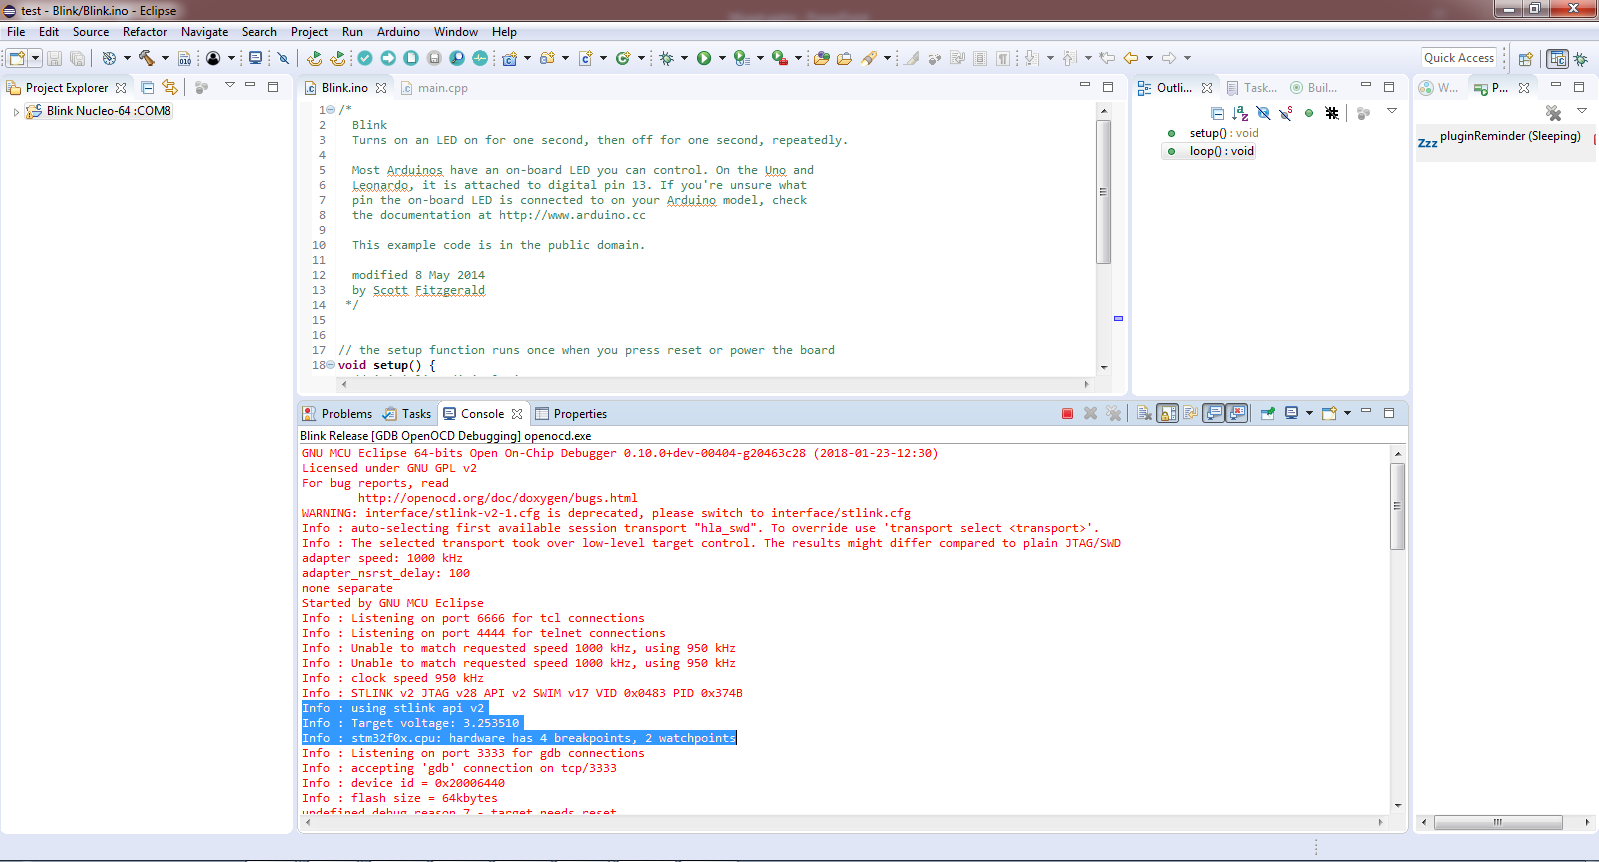 test - Blink/Blink.ino - Eclipse
File Edit Source Refactor Navigate Search Project Run Arduino Window Help
Quick Access
Project Explorer
Blink Nucleo-64 :COM8
Blink.ino
main.cpp
1 /*
2 Blink
3 Turns on an LED on for one second, then off for one second, repeatedly.
4
5 Most Arduinos have an on-board LED you can control. On the Uno and
6 Leonardo, it is attached to digital pin 13. If you're unsure what
7 pin the on-board LED is connected to on your Arduino model, check
8 the documentation at http://www.arduino.cc
9
10 This example code is in the public domain.
11
12 modified 8 May 2014
13 by Scott Fitzgerald
14 */
15
16
17 // the setup function runs once when you press reset or power the board
18 void setup() {
Outli...
Task...
Buil...
setup() : void
loop() : void
W...
P...
Zzz pluginReminder (Sleeping)
Problems Tasks Console Properties
Blink Release [GDB OpenOCD Debugging] openocd.exe
GNU MCU Eclipse 64-bits Open On-Chip Debugger 0.10.0+dev-00404-g20463c28 (2018-01-23-12:30)
Licensed under GNU GPL v2
For bug reports, read
http://openocd.org/doc/doxygen/bugs.html
WARNING: interface/stlink-v2-1.cfg is deprecated, please switch to interface/stlink.cfg
Info : auto-selecting first available session transport "hla_swd". To override use 'transport select <transport>'.
Info : The selected transport took over low-level target control. The results might differ compared to plain JTAG/SWD
adapter speed: 1000 kHz
adapter_nsrst_delay: 100
none separate
Started by GNU MCU Eclipse
Info : Listening on port 6666 for tcl connections
Info : Listening on port 4444 for telnet connections
Info : Unable to match requested speed 1000 kHz, using 950 kHz
Info : Unable to match requested speed 1000 kHz, using 950 kHz
Info : clock speed 950 kHz
Info : STLINK v2 JTAG v28 API v2 SWIM v17 VID 0x0483 PID 0x374B
Info : using stlink api v2
Info : Target voltage: 3.253510
Info : stm32f0x.cpu: hardware has 4 breakpoints, 2 watchpoints
Info : Listening on port 3333 for gdb connections
Info : accepting 'gdb' connection on tcp/3333
Info : device id = 0x20006440
Info : flash size = 64kbytes
undefined debug reason 7 - target needs reset